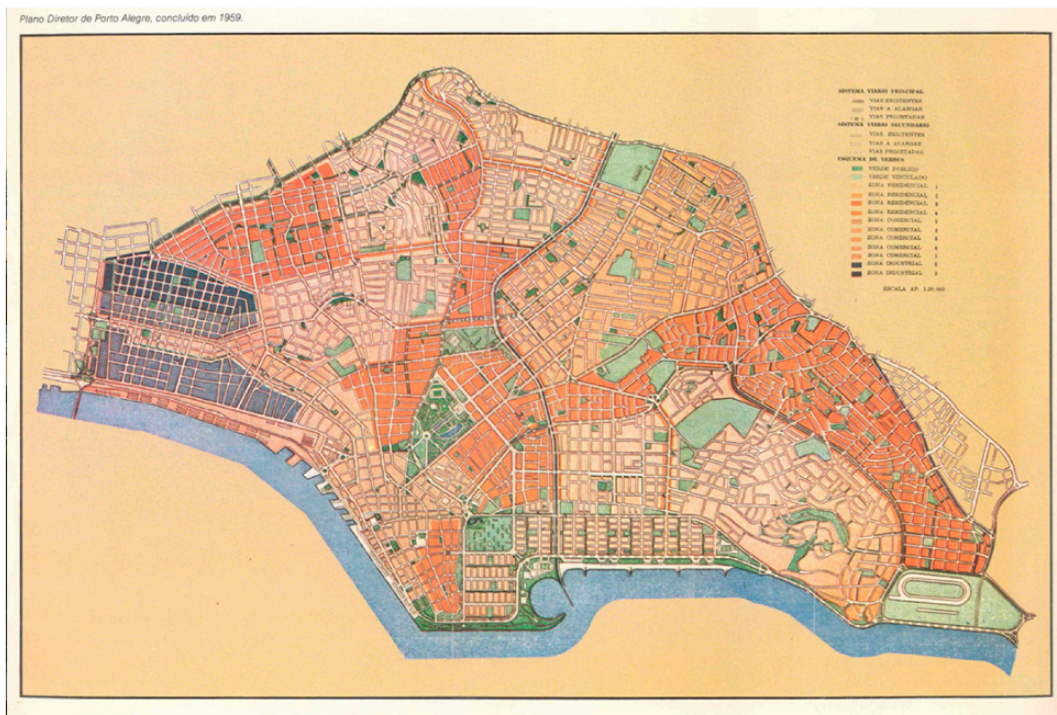 Plano Diretor de Porto Alegre, concluído em 1959.
SISTEMA VIARIO PRINCIPAL
VIAS EXISTENTES
VIAS A ALARGAR
VIAS PROJETADAS
SISTEMA VIARIO SECUNDARIO
VIAS EXISTENTES
VIAS A ALARGAR
VIAS PROJETADAS
ESQUEMA DE VERDES
VERDE PUBLICO
VERDE VINCULADO
ZONA RESIDENCIAL
ZONA RESIDENCIAL
ZONA RESIDENCIAL
ZONA RESIDENCIAL 4
ZONA COMERCIAL
ZONA COMERCIAL
ZONA COMERCIAL
ZONA COMERCIAL
ZONA COMERCIAL
ZONA INDUSTRIAL
ZONA INDUSTRIAL
ESCALA AP.